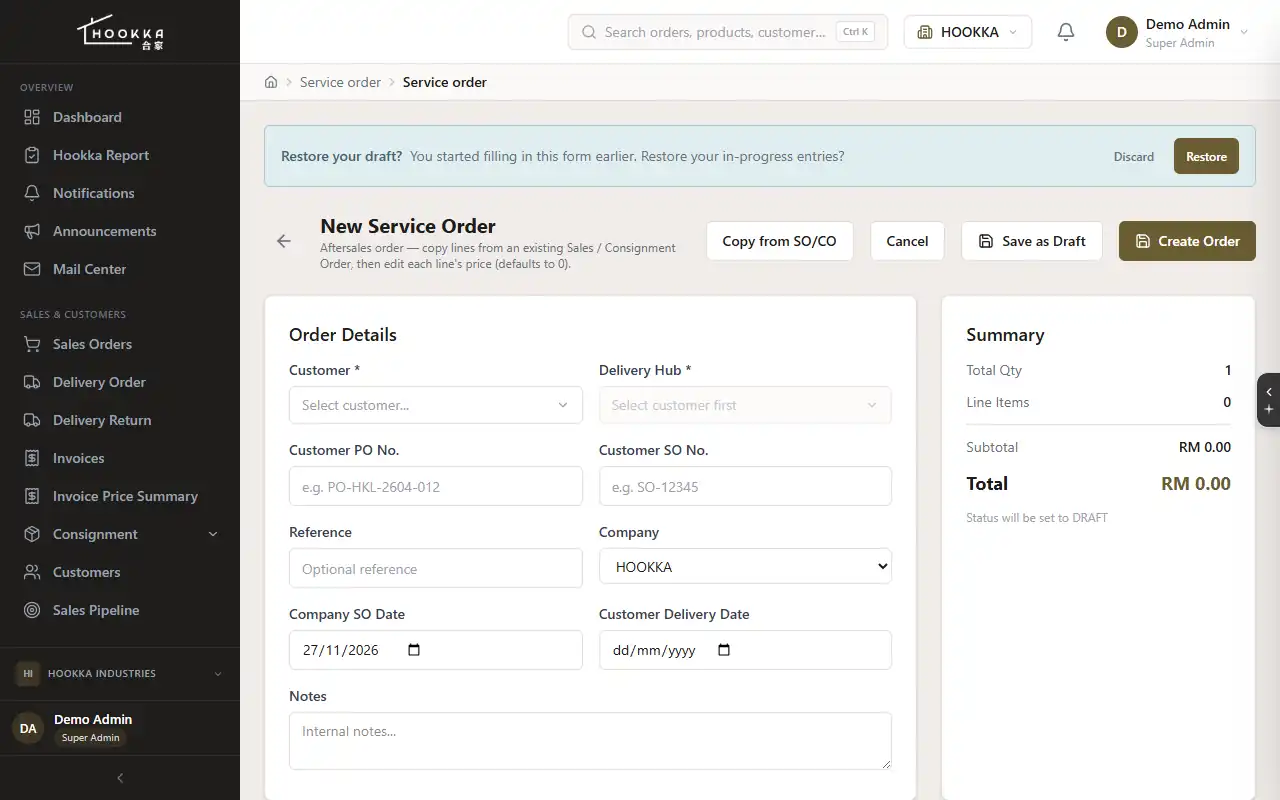 HOOKKA
合家
Search orders, products, customer... Ctrl K
HOOKKA
D
Demo Admin
Super Admin
OVERVIEW
Dashboard
Hookka Report
Notifications
Announcements
Mail Center
SALES & CUSTOMERS
Sales Orders
Delivery Order
Delivery Return
Invoices
Invoice Price Summary
Consignment
Customers
Sales Pipeline
HI HOOKKA INDUSTRIES
DA
Demo Admin
Super Admin
Service order Service order
Restore your draft? You started filling in this form earlier. Restore your in-progress entries? Discard Restore
New Service Order
Aftersales order — copy lines from an existing Sales / Consignment
Order, then edit each line's price (defaults to 0).
Copy from SO/CO Cancel Save as Draft Create Order
Order Details
Customer * Delivery Hub *
Select customer... Select customer first
Customer PO No. Customer SO No.
e.g. PO-HKL-2604-012 e.g. SO-12345
Reference Company
Optional reference HOOKKA
Company SO Date Customer Delivery Date
27/11/2026 dd/mm/yyyy
Notes
Internal notes...
Summary
Total Qty 1
Line Items 0
Subtotal RM 0.00
Total RM 0.00
Status will be set to DRAFT